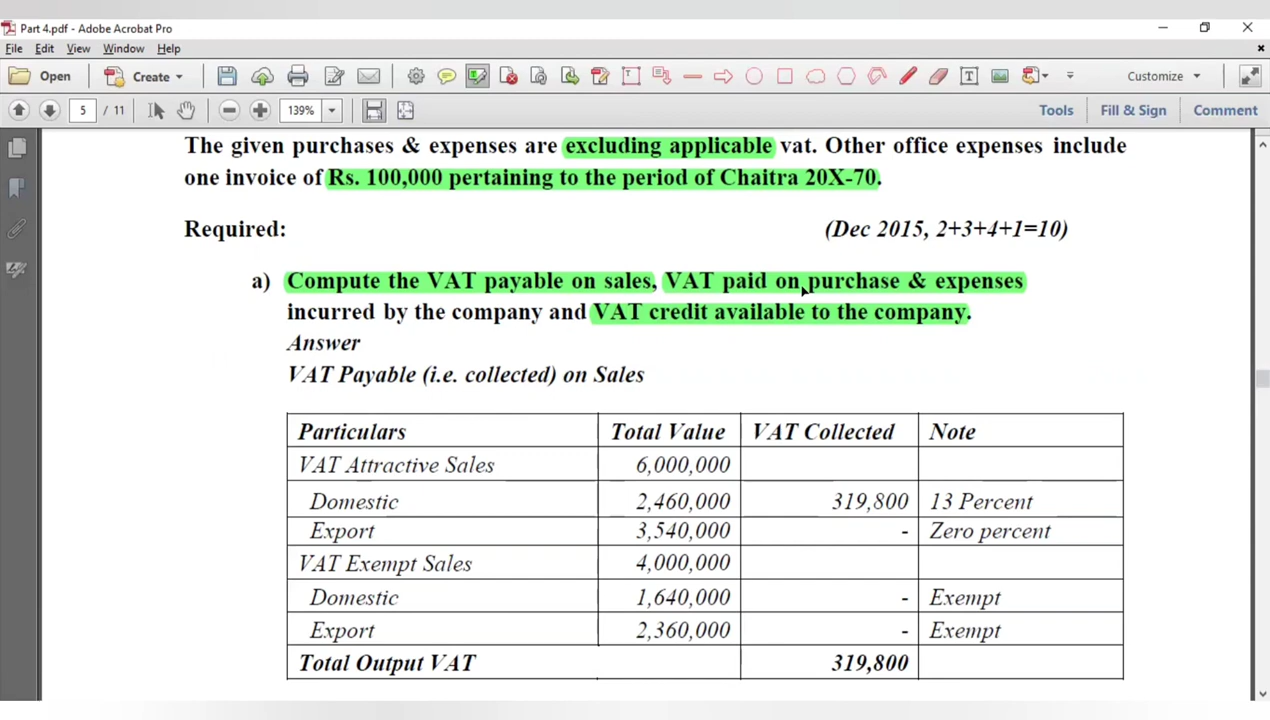 Part 4.pdf - Adobe Acrobat Pro
File Edit View Window Help
Open Create Customize
5 / 11 139% Tools Fill & Sign Comment
The given purchases & expenses are excluding applicable vat. Other office expenses include
one invoice of Rs. 100,000 pertaining to the period of Chaitra 20X-70.
Required: (Dec 2015, 2+3+4+1=10)
a) Compute the VAT payable on sales, VAT paid on purchase & expenses
incurred by the company and VAT credit available to the company.
Answer
VAT Payable (i.e. collected) on Sales
Particulars Total Value VAT Collected Note
VAT Attractive Sales 6,000,000
Domestic 2,460,000 319,800 13 Percent
Export 3,540,000 - Zero percent
VAT Exempt Sales 4,000,000
Domestic 1,640,000 - Exempt
Export 2,360,000 - Exempt
Total Output VAT 319,800